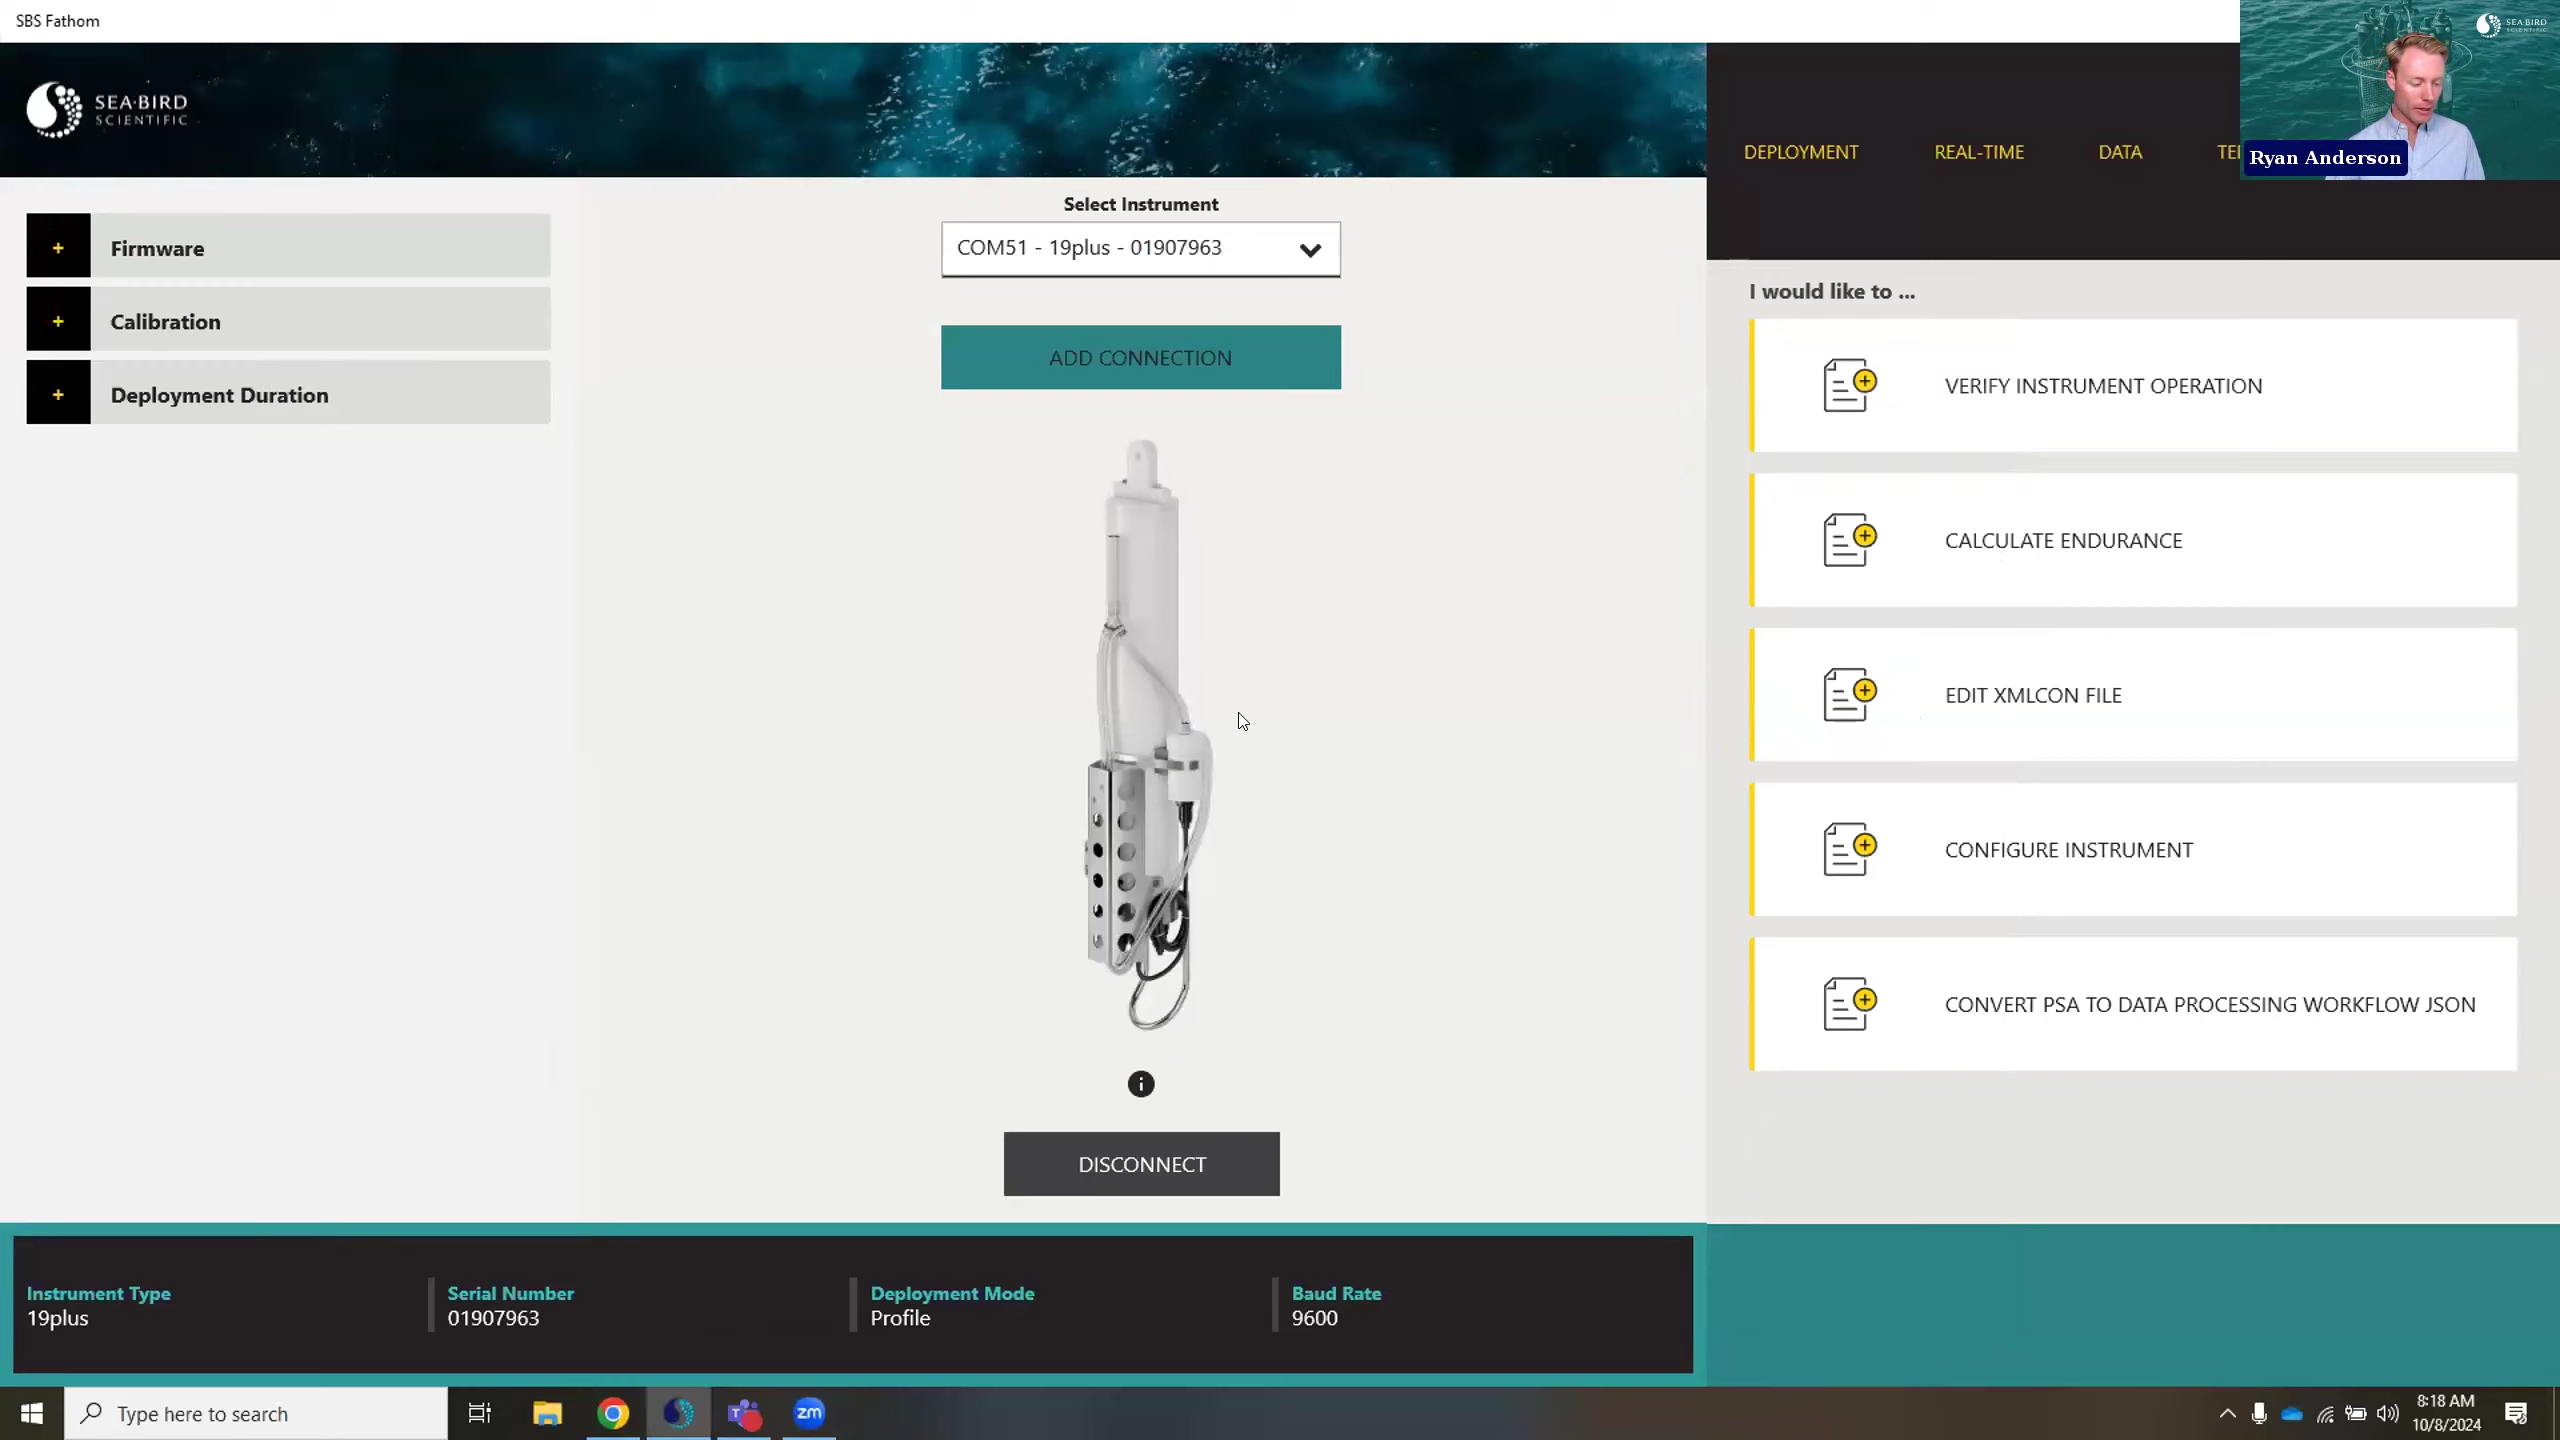 SBS Fathom
SEA·BIRD
SCIENTIFIC
DEPLOYMENT
REAL-TIME
DATA
SEA·BIRD
SCIENTIFIC
Ryan Anderson
+ Firmware
+ Calibration
+ Deployment Duration
Select Instrument
COM51 - 19plus - 01907963
ADD CONNECTION
i
DISCONNECT
I would like to ...
VERIFY INSTRUMENT OPERATION
CALCULATE ENDURANCE
EDIT XMLCON FILE
CONFIGURE INSTRUMENT
CONVERT PSA TO DATA PROCESSING WORKFLOW JSON
Instrument Type
19plus
Serial Number
01907963
Deployment Mode
Profile
Baud Rate
9600
Type here to search
zm
8:18 AM
10/8/2024